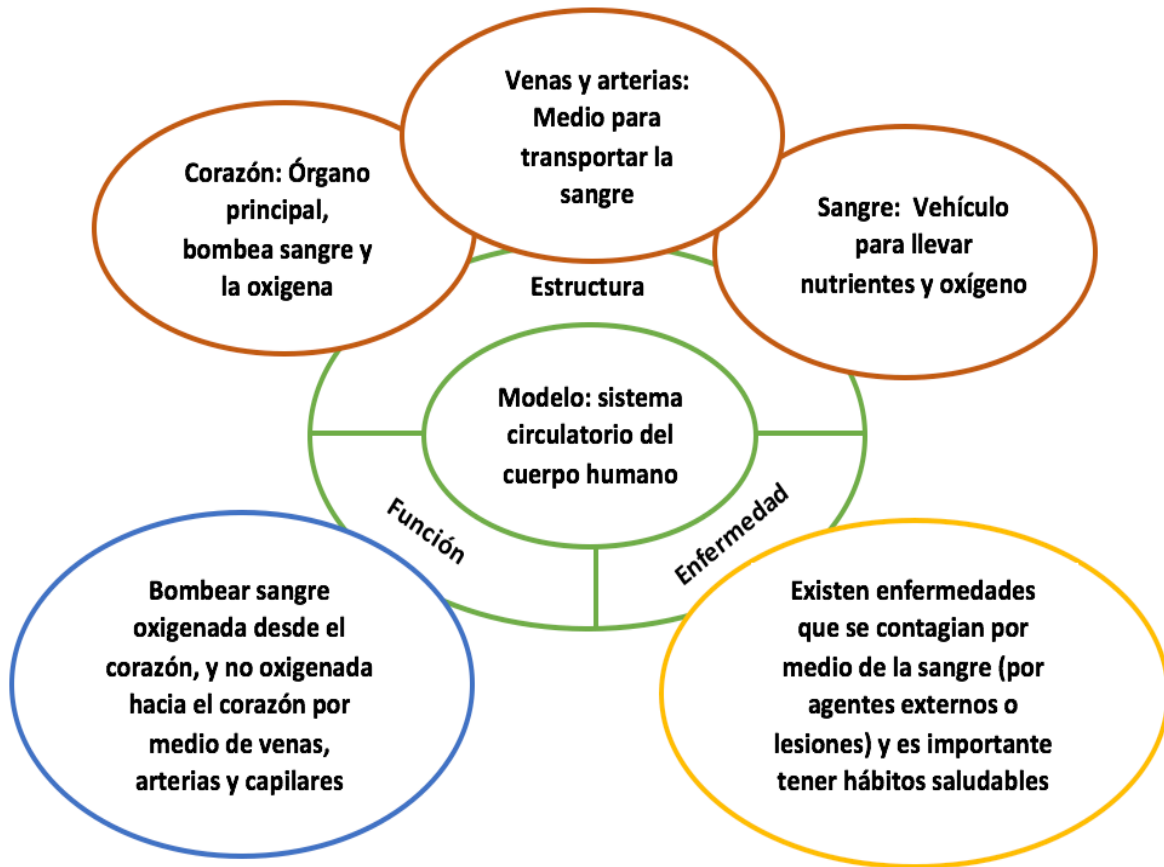 Venas y arterias:
Medio para
transportar la
sangre
Corazón: Órgano
principal,
bombea sangre y
la oxigena
Sangre:  Vehículo
para llevar
nutrientes y oxígeno
Estructura
Modelo: sistema
circulatorio del
cuerpo humano
Función
Enfermedad
Bombear sangre
oxigenada desde el
corazón, y no oxigenada
hacia el corazón por
medio de venas,
arterias y capilares
Existen enfermedades
que se contagian por
medio de la sangre (por
agentes externos o
lesiones) y es importante
tener hábitos saludables